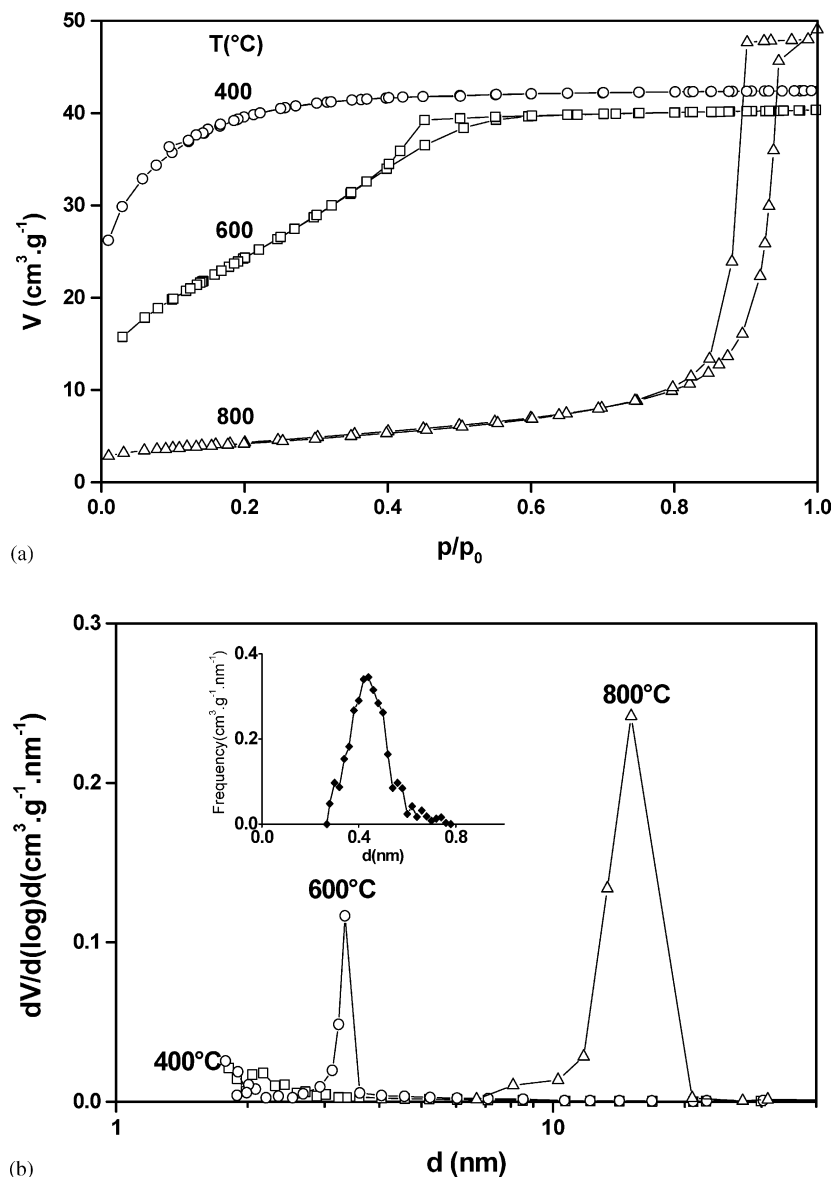 50
40
30
20
10
0
V (cm³.g⁻¹)
T(°C)
400
600
800
0.0 0.2 0.4 0.6 0.8 1.0
p/p₀
(a)
0.3
0.2
0.1
0.0
dV/d(log)d(cm³.g⁻¹.nm⁻¹)
0.4
0.2
0.0
Frequency(cm³.g⁻¹.nm⁻¹)
0.0 0.4 0.8
d(nm)
800°C
600°C
400°C
1 10
d (nm)
(b)